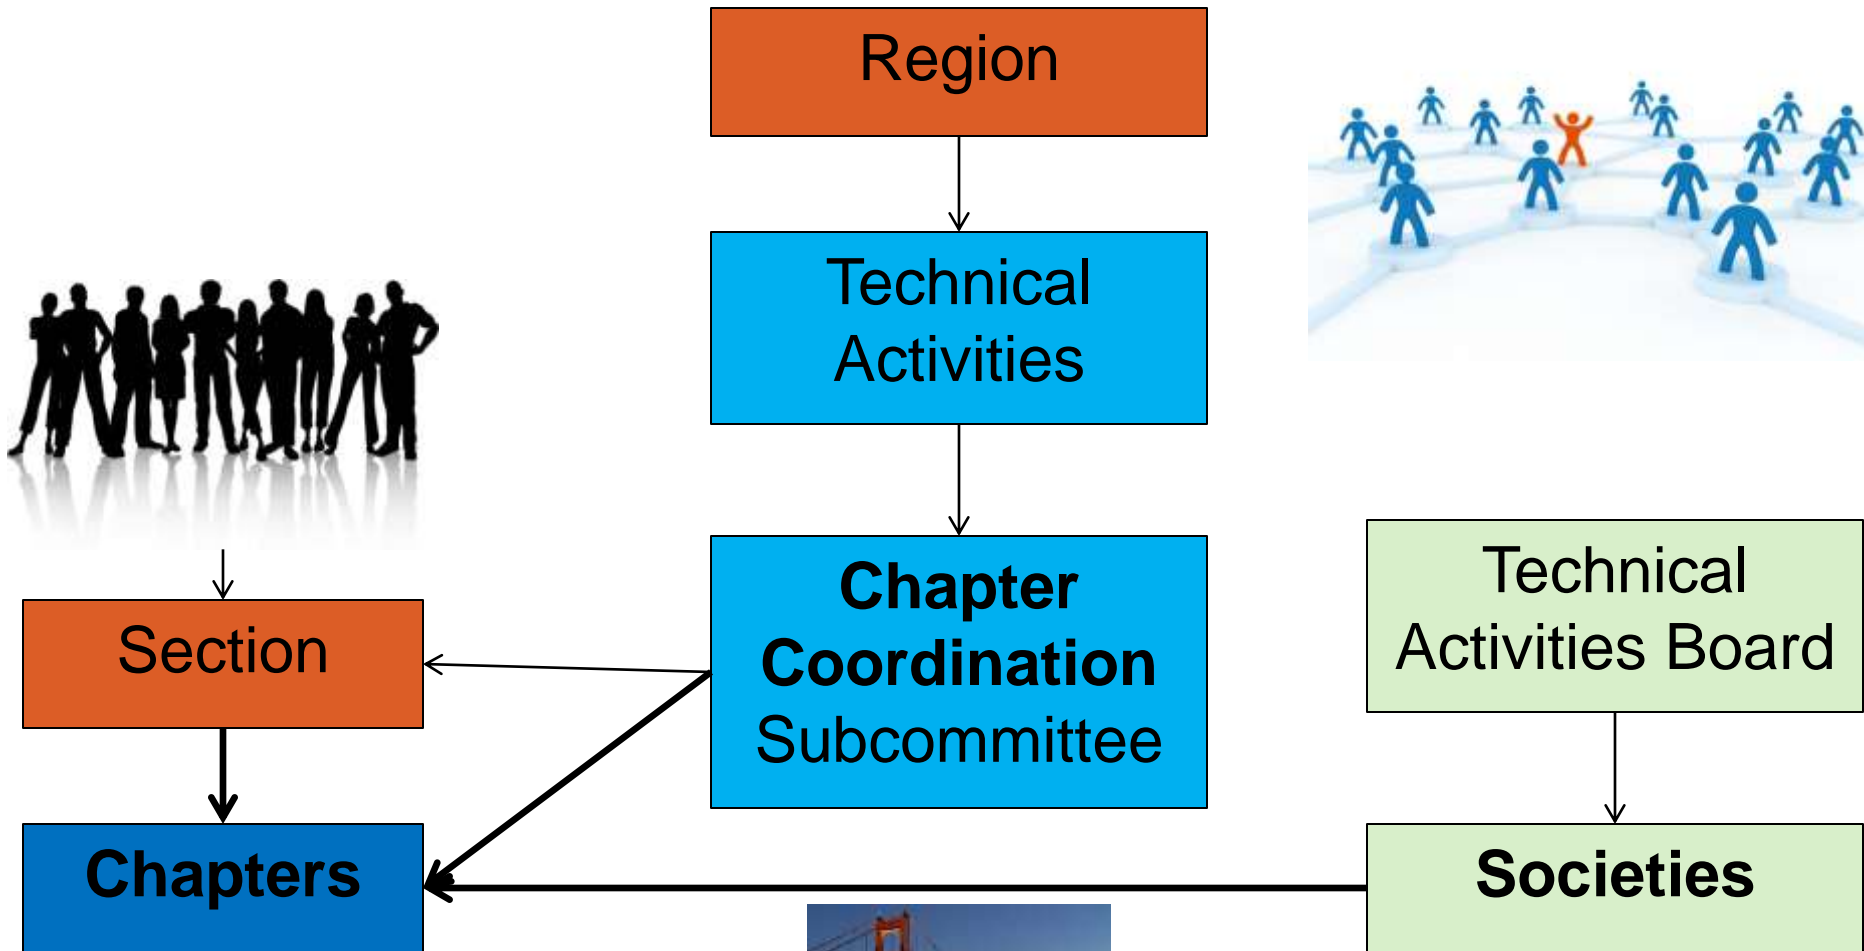 Region
Technical
Activities
Chapter
Coordination
Subcommittee
Technical
Activities Board
Section
Chapters
Societies